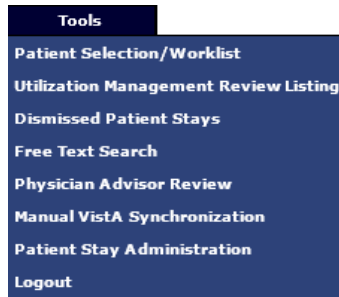 Tools
Patient Selection/Worklist
Utilization Management Review Listing
Dismissed Patient Stays
Free Text Search
Physician Advisor Review
Manual VistA Synchronization
Patient Stay Administration
Logout